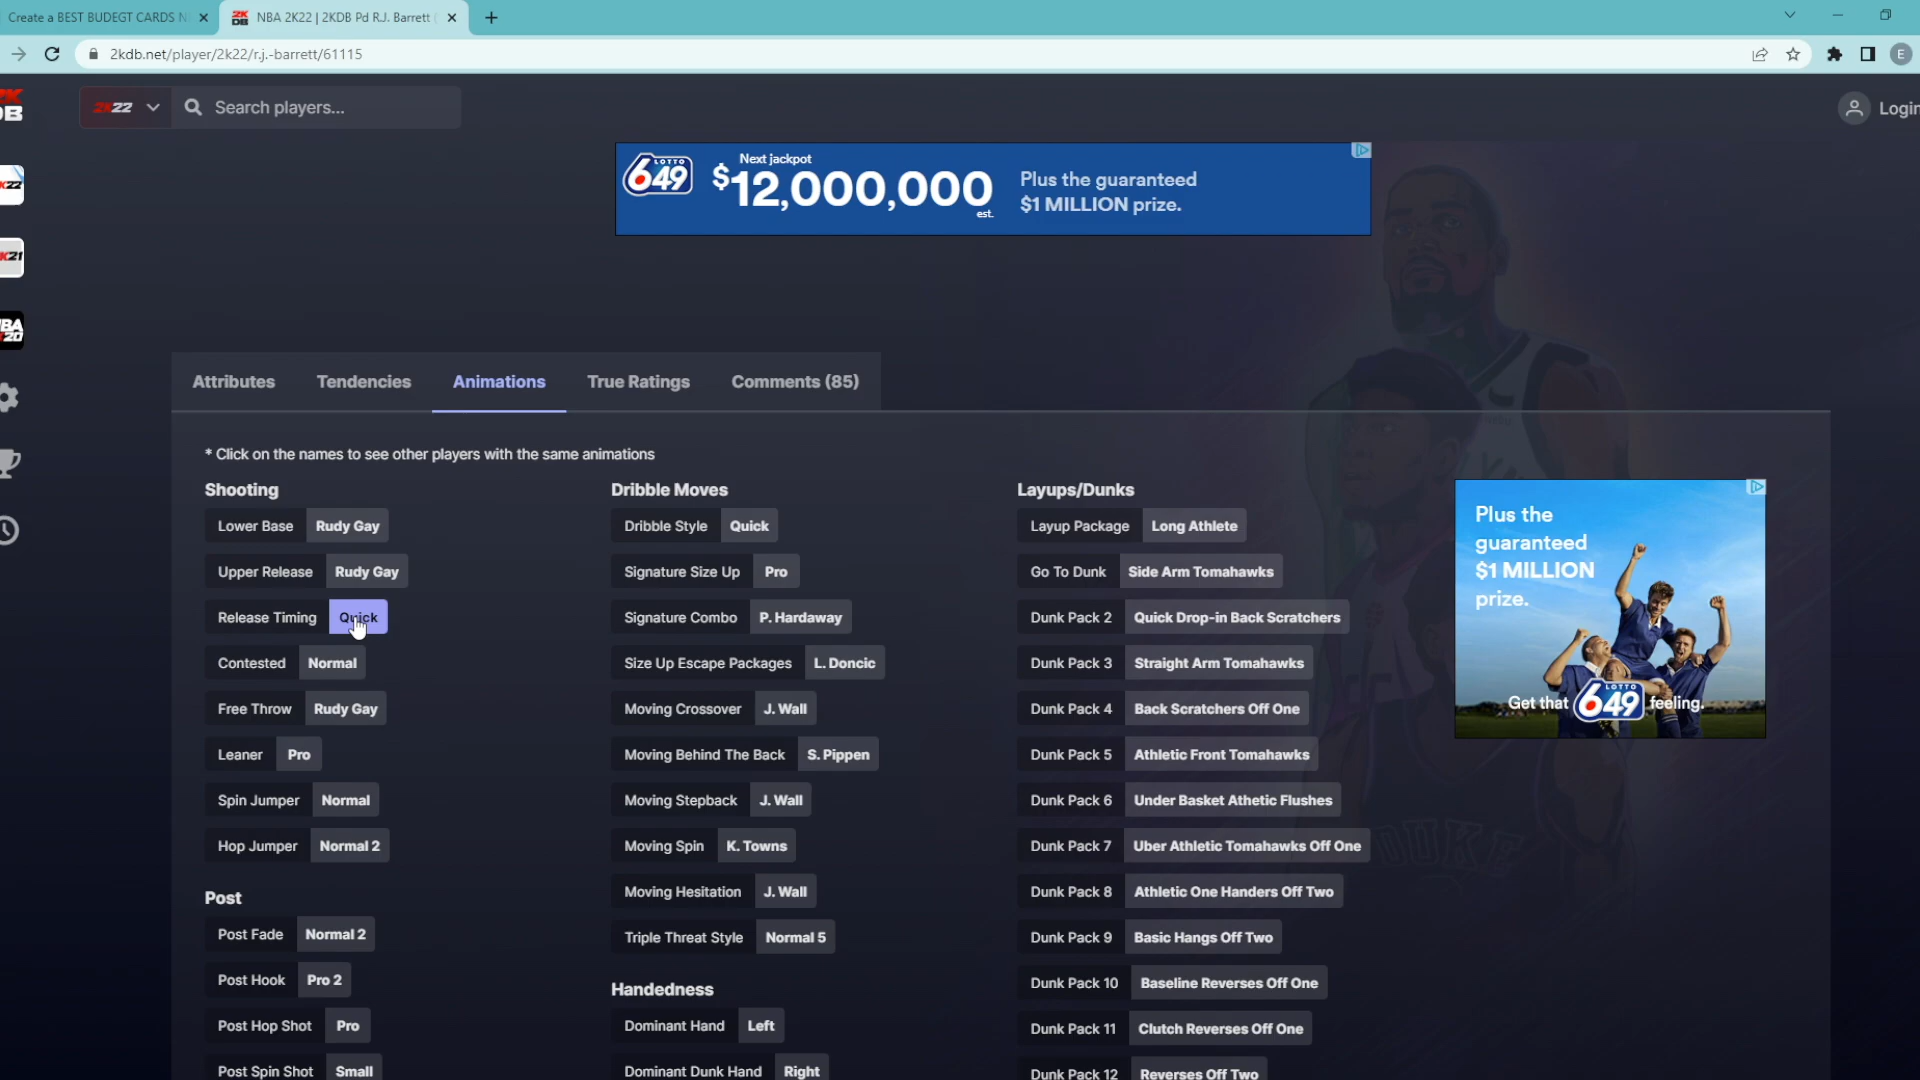 Create a BEST BUDEGT CARDS N
NBA 2K22 | 2KDB Pd R.J. Barrett (
2kdb.net/player/2k22/r.j.-barrett/61115
E
2K
DB
2K22
Search players...
Login
LOTTO
649
Next jackpot
$12,000,000
est.
Plus the guaranteed
$1 MILLION prize.
K22
K21
BA
20
Attributes
Tendencies
Animations
True Ratings
Comments (85)
* Click on the names to see other players with the same animations
Shooting
Lower Base Rudy Gay
Upper Release Rudy Gay
Release Timing Quick
Contested Normal
Free Throw Rudy Gay
Leaner Pro
Spin Jumper Normal
Hop Jumper Normal 2
Post
Post Fade Normal 2
Post Hook Pro 2
Post Hop Shot Pro
Post Spin Shot Small
Dribble Moves
Dribble Style Quick
Signature Size Up Pro
Signature Combo P. Hardaway
Size Up Escape Packages L. Doncic
Moving Crossover J. Wall
Moving Behind The Back S. Pippen
Moving Stepback J. Wall
Moving Spin K. Towns
Moving Hesitation J. Wall
Triple Threat Style Normal 5
Handedness
Dominant Hand Left
Dominant Dunk Hand Right
Layups/Dunks
Layup Package Long Athlete
Go To Dunk Side Arm Tomahawks
Dunk Pack 2 Quick Drop-in Back Scratchers
Dunk Pack 3 Straight Arm Tomahawks
Dunk Pack 4 Back Scratchers Off One
Dunk Pack 5 Athletic Front Tomahawks
Dunk Pack 6 Under Basket Athetic Flushes
Dunk Pack 7 Uber Athletic Tomahawks Off One
Dunk Pack 8 Athletic One Handers Off Two
Dunk Pack 9 Basic Hangs Off Two
Dunk Pack 10 Baseline Reverses Off One
Dunk Pack 11 Clutch Reverses Off One
Dunk Pack 12 Reverses Off Two
Plus the
guaranteed
$1 MILLION
prize.
Get that LOTTO 649 feeling.
DUKE